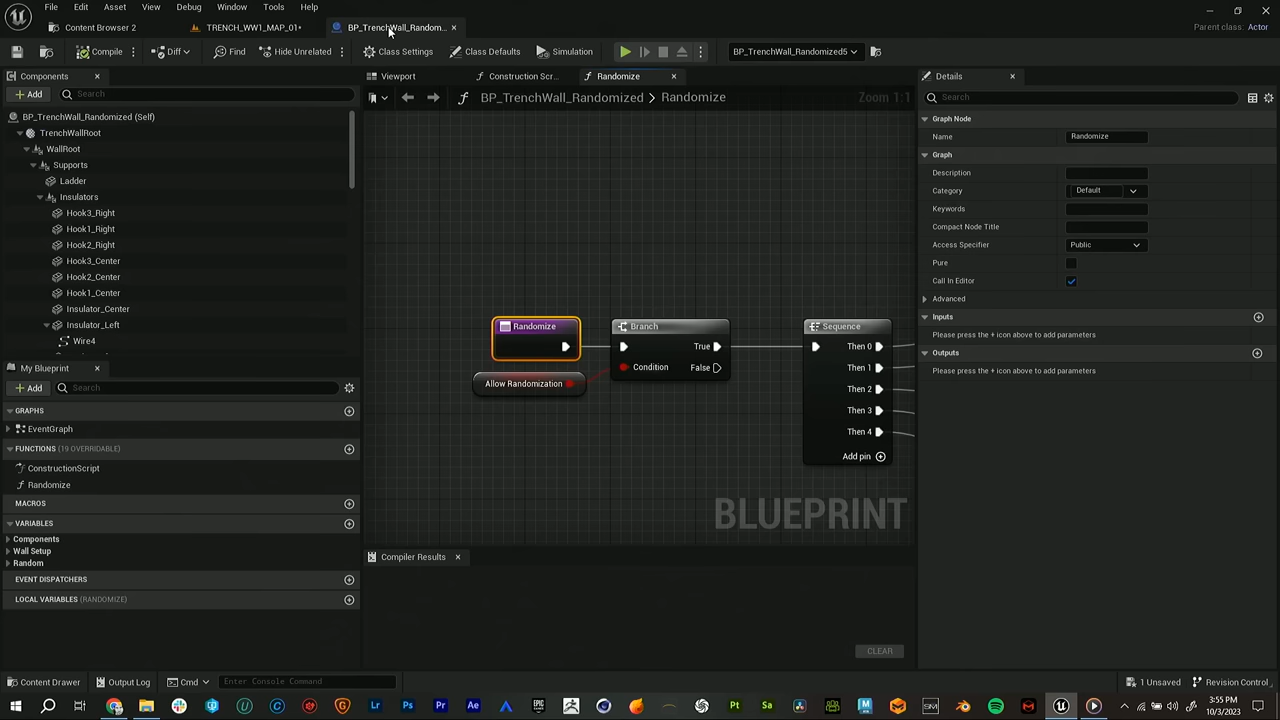 File Edit Asset View Debug Window Tools Help
Content Browser 2 TRENCH_WW1_MAP_01* BP_TrenchWall_Random... Parent class: Actor
Compile Diff Find Hide Unrelated Class Settings Class Defaults Simulation BP_TrenchWall_Randomized5
Components Viewport Construction Scr... Randomize Details
Add Search BP_TrenchWall_Randomized Randomize Zoom 1:1 Search
BP_TrenchWall_Randomized (Self)
TrenchWallRoot
WallRoot
Supports
Ladder
Insulators
Hook3_Right
Hook1_Right
Hook2_Right
Hook3_Center
Hook2_Center
Hook1_Center
Insulator_Center
Insulator_Left
Wire4
My Blueprint
Add Search
GRAPHS
EventGraph
FUNCTIONS (19 OVERRIDABLE)
ConstructionScript
Randomize
MACROS
VARIABLES
Components
Wall Setup
Random
EVENT DISPATCHERS
LOCAL VARIABLES (RANDOMIZE)
Randomize
Allow Randomization
Branch
True
Condition False
Sequence
Then 0
Then 1
Then 2
Then 3
Then 4
Add pin
BLUEPRINT
Compiler Results
CLEAR
Graph Node
Name Randomize
Graph
Description
Category Default
Keywords
Compact Node Title
Access Specifier Public
Pure
Call In Editor
Advanced
Inputs
Please press the + icon above to add parameters
Outputs
Please press the + icon above to add parameters
Content Drawer Output Log Cmd Enter Console Command 1 Unsaved Revision Control
Lr Ps Pr Ae Pt Sa SM
3:55 PM
10/3/2023